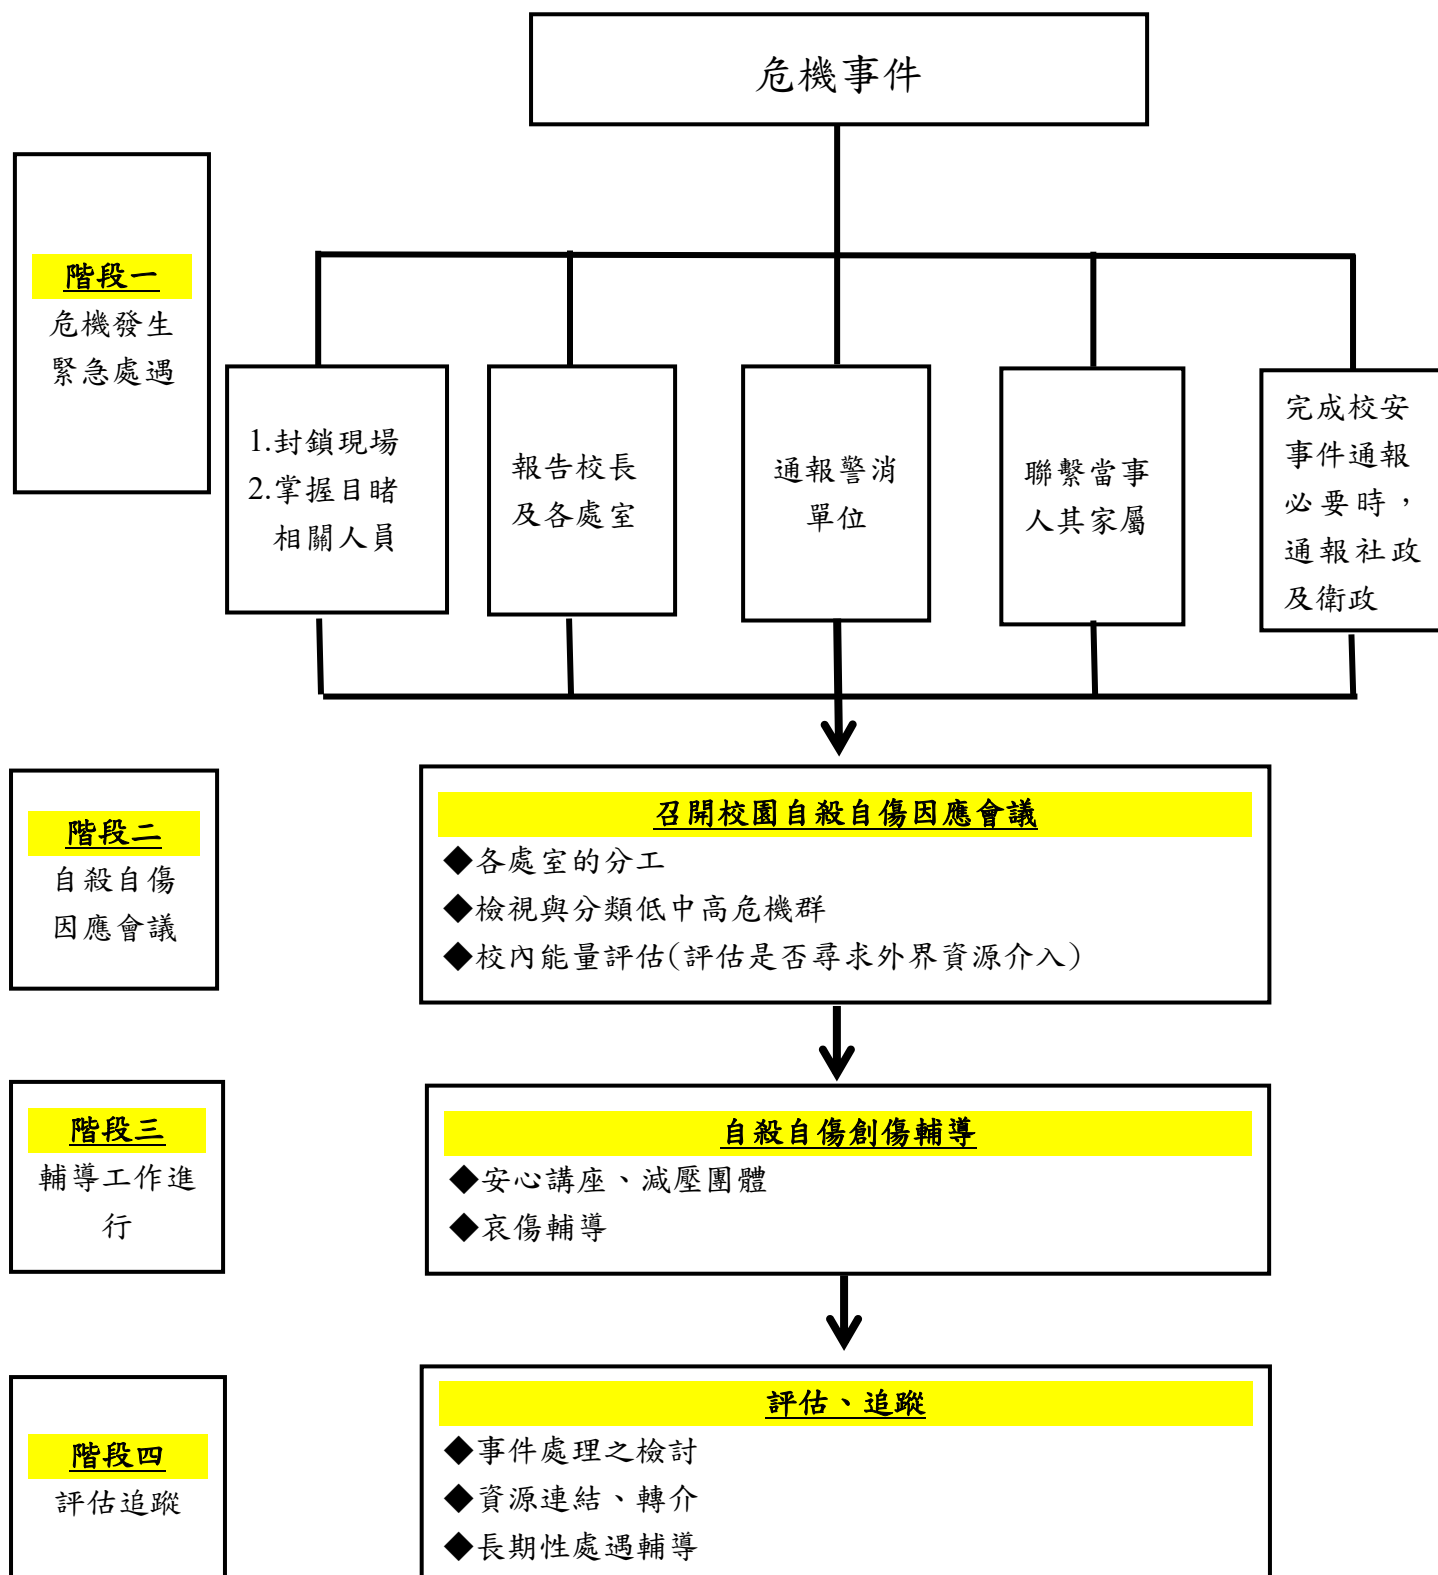 危機事件
階段一
危機發生
緊急處遇
1.封鎖現場
2.掌握目睹
相關人員
報告校長
及各處室
通報警消
單位
聯繫當事
人其家屬
完成校安
事件通報
必要時，
通報社政
及衛政
階段二
自殺自傷
因應會議
召開校園自殺自傷因應會議
◆各處室的分工
◆檢視與分類低中高危機群
◆校內能量評估(評估是否尋求外界資源介入)
階段三
輔導工作進
行
自殺自傷創傷輔導
◆安心講座、減壓團體
◆哀傷輔導
階段四
評估追蹤
評估、追蹤
◆事件處理之檢討
◆資源連結、轉介
◆長期性處遇輔導